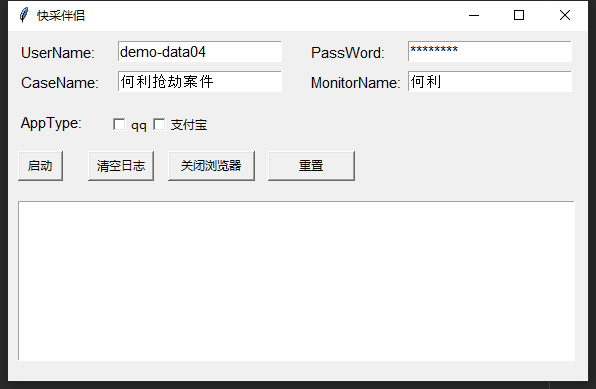 快采伴侣
UserName: demo-data04 PassWord: ********
CaseName: 何利抢劫案件 MonitorName: 何利
AppType: qq 支付宝
启动 清空日志 关闭浏览器 重置